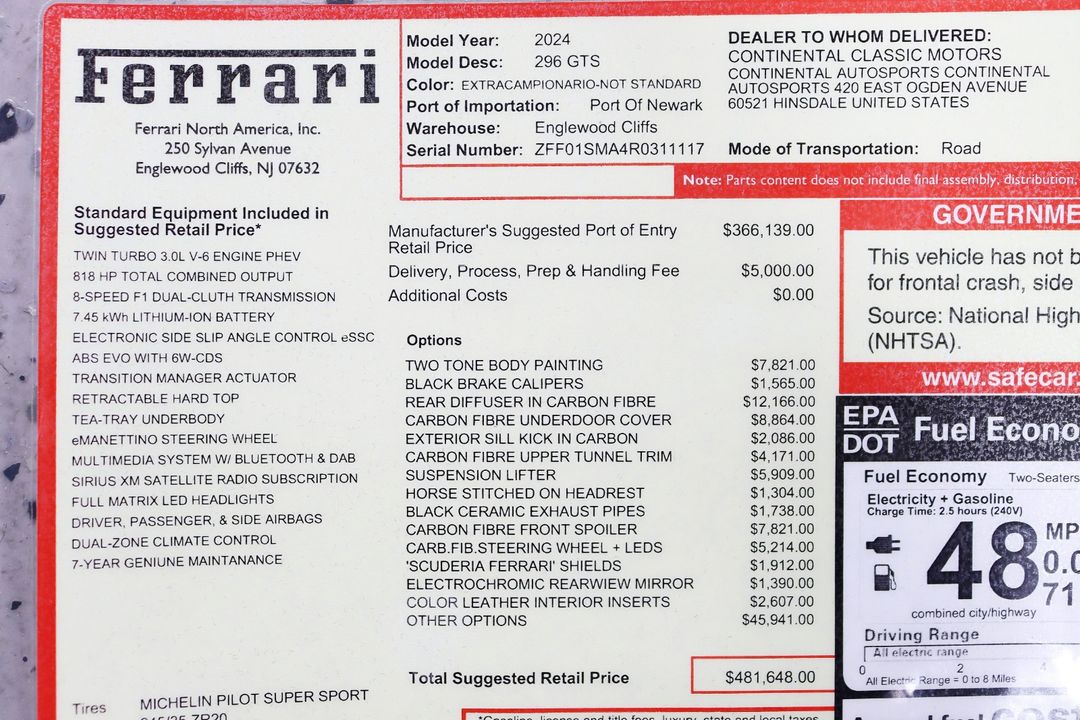 Ferrari
Ferrari North America, Inc.
250 Sylvan Avenue
Englewood Cliffs, NJ 07632
Model Year: 2024
Model Desc: 296 GTS
Color: EXTRACAMPIONARIO-NOT STANDARD
Port of Importation: Port Of Newark
Warehouse: Englewood Cliffs
Serial Number: ZFF01SMA4R0311117
DEALER TO WHOM DELIVERED:
CONTINENTAL CLASSIC MOTORS
CONTINENTAL AUTOSPORTS CONTINENTAL
AUTOSPORTS 420 EAST OGDEN AVENUE
60521 HINSDALE UNITED STATES
Mode of Transportation: Road
Note: Parts content does not include final assembly, distribution,
Standard Equipment Included in
Suggested Retail Price*
TWIN TURBO 3.0L V-6 ENGINE PHEV
818 HP TOTAL COMBINED OUTPUT
8-SPEED F1 DUAL-CLUTH TRANSMISSION
7.45 kWh LITHIUM-ION BATTERY
ELECTRONIC SIDE SLIP ANGLE CONTROL eSSC
ABS EVO WITH 6W-CDS
TRANSITION MANAGER ACTUATOR
RETRACTABLE HARD TOP
TEA-TRAY UNDERBODY
eMANETTINO STEERING WHEEL
MULTIMEDIA SYSTEM W/ BLUETOOTH & DAB
SIRIUS XM SATELLITE RADIO SUBSCRIPTION
FULL MATRIX LED HEADLIGHTS
DRIVER, PASSENGER, & SIDE AIRBAGS
DUAL-ZONE CLIMATE CONTROL
7-YEAR GENIUNE MAINTANANCE
Tires MICHELIN PILOT SUPER SPORT
Manufacturer's Suggested Port of Entry
Retail Price $366,139.00
Delivery, Process, Prep & Handling Fee $5,000.00
Additional Costs $0.00
Options
TWO TONE BODY PAINTING $7,821.00
BLACK BRAKE CALIPERS $1,565.00
REAR DIFFUSER IN CARBON FIBRE $12,166.00
CARBON FIBRE UNDERDOOR COVER $8,864.00
EXTERIOR SILL KICK IN CARBON $2,086.00
CARBON FIBRE UPPER TUNNEL TRIM $4,171.00
SUSPENSION LIFTER $5,909.00
HORSE STITCHED ON HEADREST $1,304.00
BLACK CERAMIC EXHAUST PIPES $1,738.00
CARBON FIBRE FRONT SPOILER $7,821.00
CARB.FIB.STEERING WHEEL + LEDS $5,214.00
'SCUDERIA FERRARI' SHIELDS $1,912.00
ELECTROCHROMIC REARWIEW MIRROR $1,390.00
COLOR LEATHER INTERIOR INSERTS $2,607.00
OTHER OPTIONS $45,941.00
Total Suggested Retail Price $481,648.00
*Gasoline, license and title fees, luxury, state and local taxes
GOVERNME
This vehicle has not b
for frontal crash, side
Source: National High
(NHTSA).
www.safecar.
EPA
DOT
Fuel Econo
Fuel Economy Two-Seaters
Electricity + Gasoline
Charge Time: 2.5 hours (240V)
48 MP
0.0
71
combined city/highway
Driving Range
All electric range
0 2 4
All Electric Range = 0 to 8 Miles